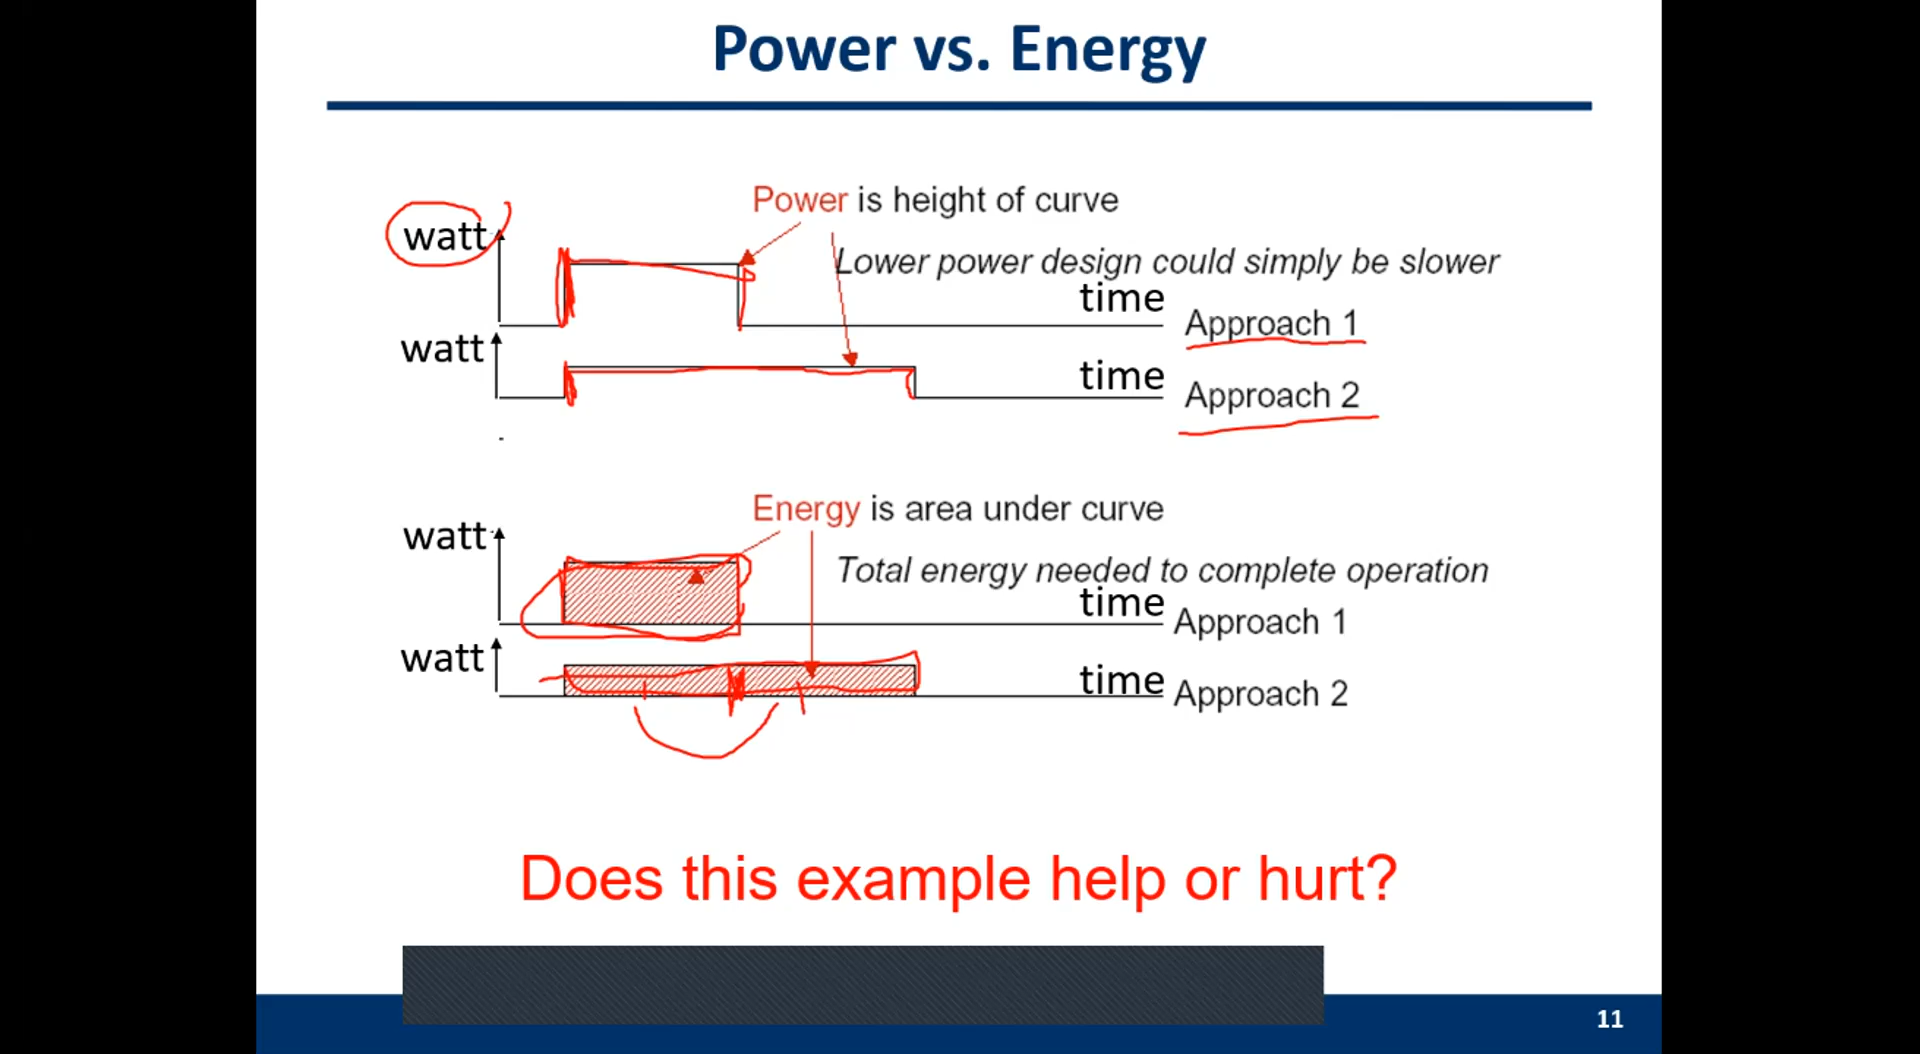 Power vs. Energy
Power is height of curve
watt
Lower power design could simply be slower
time
Approach 1
watt
time
Approach 2
Energy is area under curve
watt
Total energy needed to complete operation
time
Approach 1
watt
time
Approach 2
Does this example help or hurt?
11